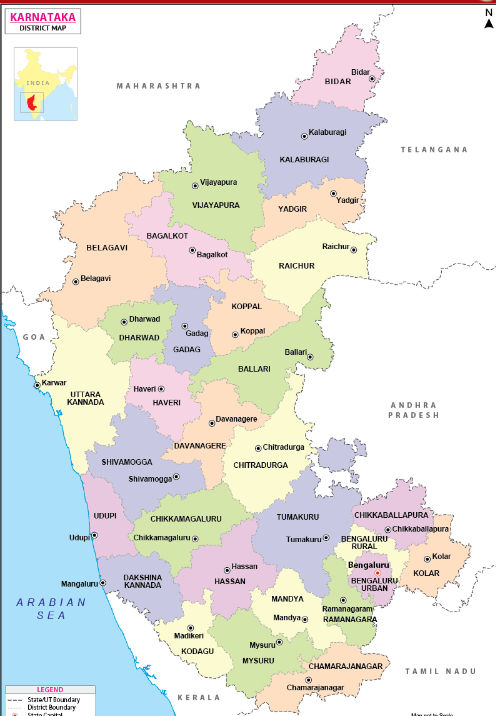 KARNATAKA
DISTRICT MAP
N
INDIA
MAHARASHTRA
Bidar
BIDAR
Kalaburagi
KALABURAGI
TELANGANA
Vijayapura
VIJAYAPURA
Yadgir
YADGIR
BAGALKOT
Bagalkot
BELAGAVI
Belagavi
Raichur
RAICHUR
KOPPAL
Koppal
Dharwad
DHARWAD
Gadag
GADAG
GOA
Ballari
BALLARI
Karwar
UTTARA
KANNADA
Haveri
HAVERI
ANDHRA
PRADESH
Davanagere
DAVANAGERE
Chitradurga
CHITRADURGA
SHIVAMOGGA
Shivamogga
UDUPI
Udupi
CHIKKAMAGALURU
Chikkamagaluru
TUMAKURU
Tumakuru
CHIKKABALLAPURA
Chikkaballapura
BENGALURU
RURAL
Kolar
KOLAR
Bengaluru
BENGALURU
URBAN
Mangaluru
DAKSHINA
KANNADA
Hassan
HASSAN
ARABIAN
SEA
MANDYA
Mandya
Ramanagaram
RAMANAGARA
Madikeri
KODAGU
Mysuru
MYSURU
CHAMARAJANAGAR
Chamarajanagar
TAMIL NADU
KERALA
LEGEND
State/UT Boundary
District Boundary
State Capital
Map not to Scale